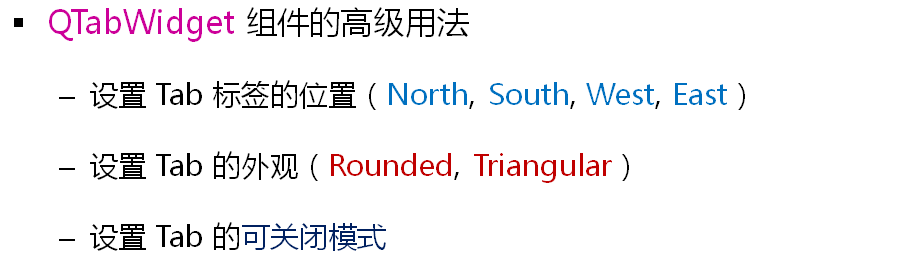 ▪ QTabWidget 组件的高级用法
– 设置 Tab 标签的位置（North, South, West, East）
– 设置 Tab 的外观（Rounded, Triangular）
– 设置 Tab 的可关闭模式